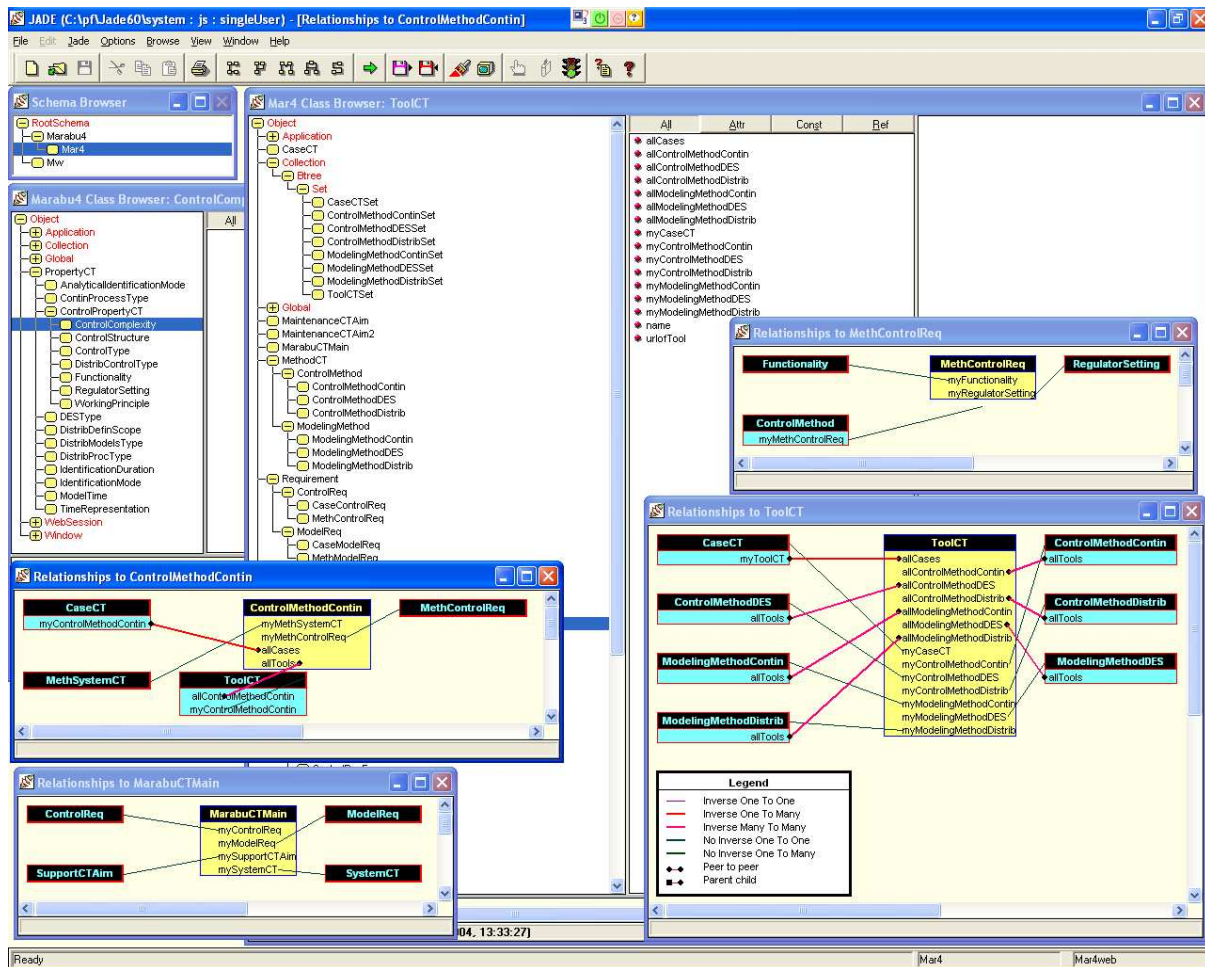 JADE (C:\pf\Jade60\system : js : singleUser) - [Relationships to ControlMethodContin]
File Edit Jade Options Browse View Window Help
Schema Browser
RootSchema
Marabu4
Mar4
Mw
Marabu4 Class Browser: ControlComp
All
Object
Application
Collection
Global
PropertyCT
AnalyticalIdentificationMode
ContinProcessType
ControlPropertyCT
ControlComplexity
ControlStructure
ControlType
DistribControlType
Functionality
RegulatorSetting
WorkingPrinciple
DESType
DistribDefinScope
DistribModelsType
DistribProcType
IdentificationDuration
IdentificationMode
ModelTime
TimeRepresentation
WebSession
Window
Mar4 Class Browser: ToolCT
Object
Application
CaseCT
Collection
Btree
Set
CaseCTSet
ControlMethodContinSet
ControlMethodDESSet
ControlMethodDistribSet
ModelingMethodContinSet
ModelingMethodDESSet
ModelingMethodDistribSet
ToolCTSet
Global
MaintenanceCTAim
MaintenanceCTAim2
MarabuCTMain
MethodCT
ControlMethod
ControlMethodContin
ControlMethodDES
ControlMethodDistrib
ModelingMethod
ModelingMethodContin
ModelingMethodDES
ModelingMethodDistrib
Requirement
ControlReq
CaseControlReq
MethControlReq
ModelReq
CaseModelReq
MethModelReq
All Attr Const Ref
allCases
allControlMethodContin
allControlMethodDES
allControlMethodDistrib
allModelingMethodContin
allModelingMethodDES
allModelingMethodDistrib
myCaseCT
myControlMethodContin
myControlMethodDES
myControlMethodDistrib
myModelingMethodContin
myModelingMethodDES
myModelingMethodDistrib
name
urlofTool
Relationships to MethControlReq
Functionality MethControlReq RegulatorSetting
myFunctionality
myRegulatorSetting
ControlMethod
myMethControlReq
Relationships to ToolCT
CaseCT ToolCT ControlMethodContin
myToolCT allCases allTools
allControlMethodContin
allControlMethodDES
ControlMethodDES allControlMethodDistrib ControlMethodDistrib
allTools allModelingMethodContin allTools
allModelingMethodDES
allModelingMethodDistrib
myCaseCT
ModelingMethodContin myControlMethodContin ModelingMethodDES
allTools myControlMethodDES allTools
myControlMethodDistrib
myModelingMethodContin
ModelingMethodDistrib myModelingMethodDES
allTools myModelingMethodDistrib
Legend
Inverse One To One
Inverse One To Many
Inverse Many To Many
No Inverse One To One
No Inverse One To Many
Peer to peer
Parent child
Relationships to ControlMethodContin
CaseCT ControlMethodContin MethControlReq
myControlMethodContin myMethSystemCT
myMethControlReq
allCases
allTools
MethSystemCT ToolCT
allControlMethodContin
myControlMethodContin
Relationships to MarabuCTMain
ControlReq MarabuCTMain ModelReq
myControlReq
myModelReq
mySupportCTAim
SupportCTAim mySystemCT SystemCT
04, 13:33:27)
Ready Mar4 Mar4web